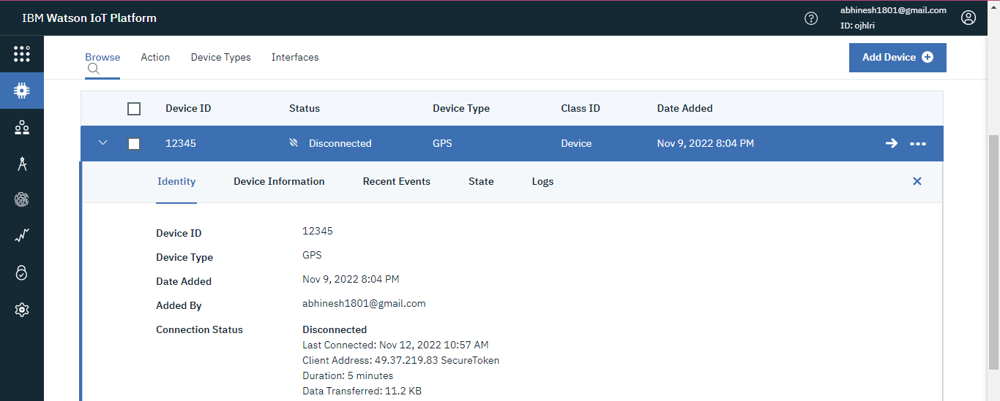 IBM Watson IoT Platform
abhinesh1801@gmail.com
ID: ojhlri
Browse Action Device Types Interfaces
Add Device
Device ID Status Device Type Class ID Date Added
12345 Disconnected GPS Device Nov 9, 2022 8:04 PM
Identity Device Information Recent Events State Logs
Device ID 12345
Device Type GPS
Date Added Nov 9, 2022 8:04 PM
Added By abhinesh1801@gmail.com
Connection Status Disconnected
Last Connected: Nov 12, 2022 10:57 AM
Client Address: 49.37.219.83 SecureToken
Duration: 5 minutes
Data Transferred: 11.2 KB